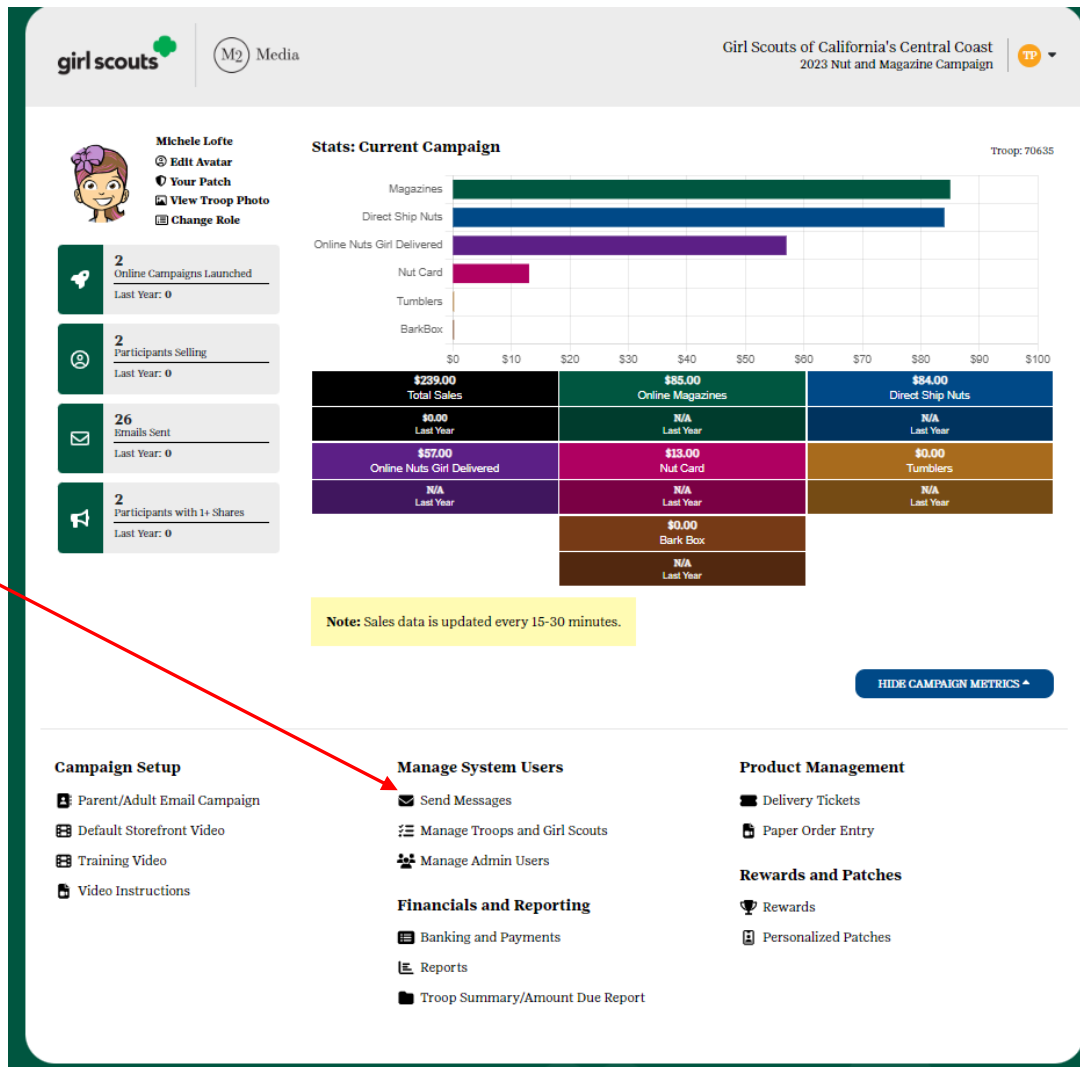 girl scouts
M2 Media
Girl Scouts of California's Central Coast
2023 Nut and Magazine Campaign
TP
Michele Lofte
Edit Avatar
Your Patch
View Troop Photo
Change Role
2
Online Campaigns Launched
Last Year: 0
2
Participants Selling
Last Year: 0
26
Emails Sent
Last Year: 0
2
Participants with 1+ Shares
Last Year: 0
Stats: Current Campaign
Troop: 70635
Magazines
Direct Ship Nuts
Online Nuts Girl Delivered
Nut Card
Tumblers
BarkBox
$0 $10 $20 $30 $40 $50 $60 $70 $80 $90 $100
$239.00 $85.00 $84.00
Total Sales Online Magazines Direct Ship Nuts
$0.00 N/A N/A
Last Year Last Year Last Year
$57.00 $13.00 $0.00
Online Nuts Girl Delivered Nut Card Tumblers
N/A N/A N/A
Last Year Last Year Last Year
$0.00
Bark Box
N/A
Last Year
Note: Sales data is updated every 15-30 minutes.
HIDE CAMPAIGN METRICS
Campaign Setup
Parent/Adult Email Campaign
Default Storefront Video
Training Video
Video Instructions
Manage System Users
Send Messages
Manage Troops and Girl Scouts
Manage Admin Users
Financials and Reporting
Banking and Payments
Reports
Troop Summary/Amount Due Report
Product Management
Delivery Tickets
Paper Order Entry
Rewards and Patches
Rewards
Personalized Patches